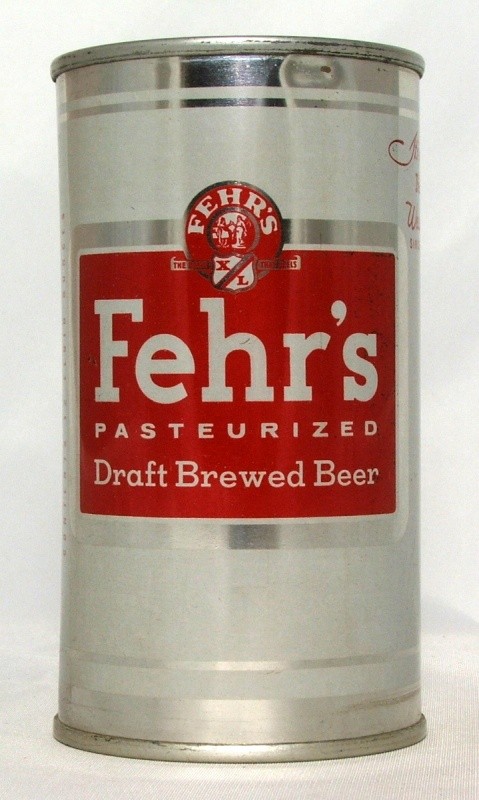 FEHR'S
X
L
Fehr's
PASTEURIZED
Draft Brewed Beer